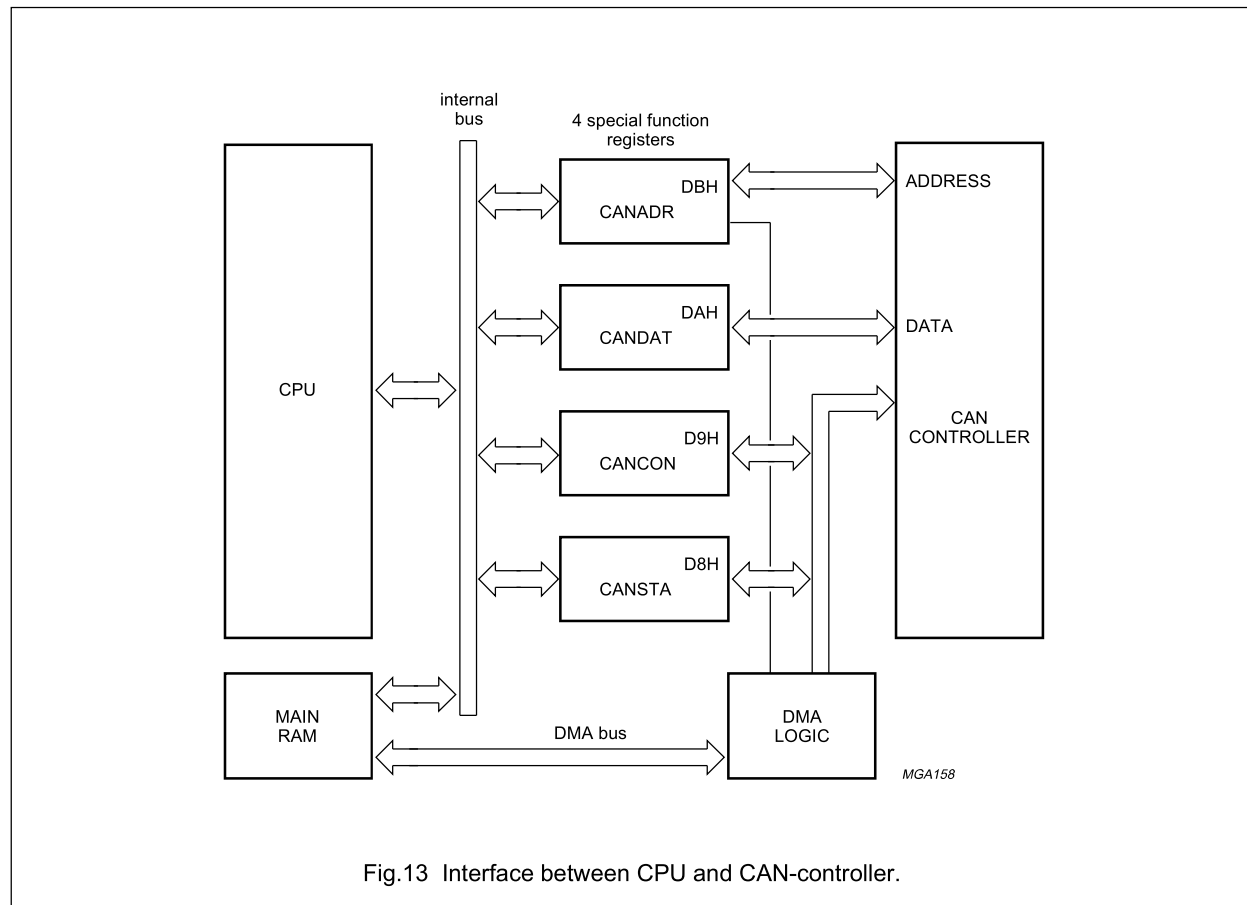 internal
bus
4 special function
registers
DBH
CANADR
ADDRESS
DAH
CANDAT
DATA
CPU
D9H
CANCON
CAN
CONTROLLER
D8H
CANSTA
MAIN
RAM
DMA bus
DMA
LOGIC
MGA158
Fig.13 Interface between CPU and CAN-controller.